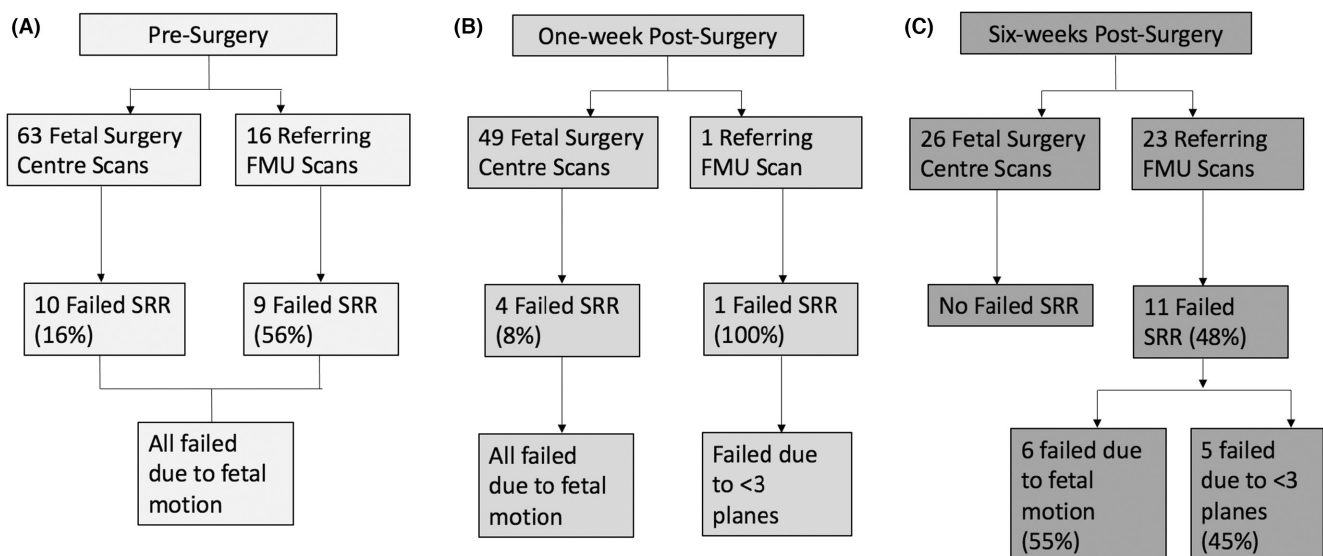 (A)
Pre-Surgery
63 Fetal Surgery
Centre Scans
16 Referring
FMU Scans
10 Failed SRR
(16%)
9 Failed SRR
(56%)
All failed
due to fetal
motion
(B)
One-week Post-Surgery
49 Fetal Surgery
Centre Scans
1 Referring
FMU Scan
4 Failed SRR
(8%)
1 Failed SRR
(100%)
All failed
due to fetal
motion
Failed due
to <3
planes
(C)
Six-weeks Post-Surgery
26 Fetal Surgery
Centre Scans
23 Referring
FMU Scans
No Failed SRR
11 Failed
SRR (48%)
6 failed due
to fetal
motion
(55%)
5 failed
due to <3
planes
(45%)